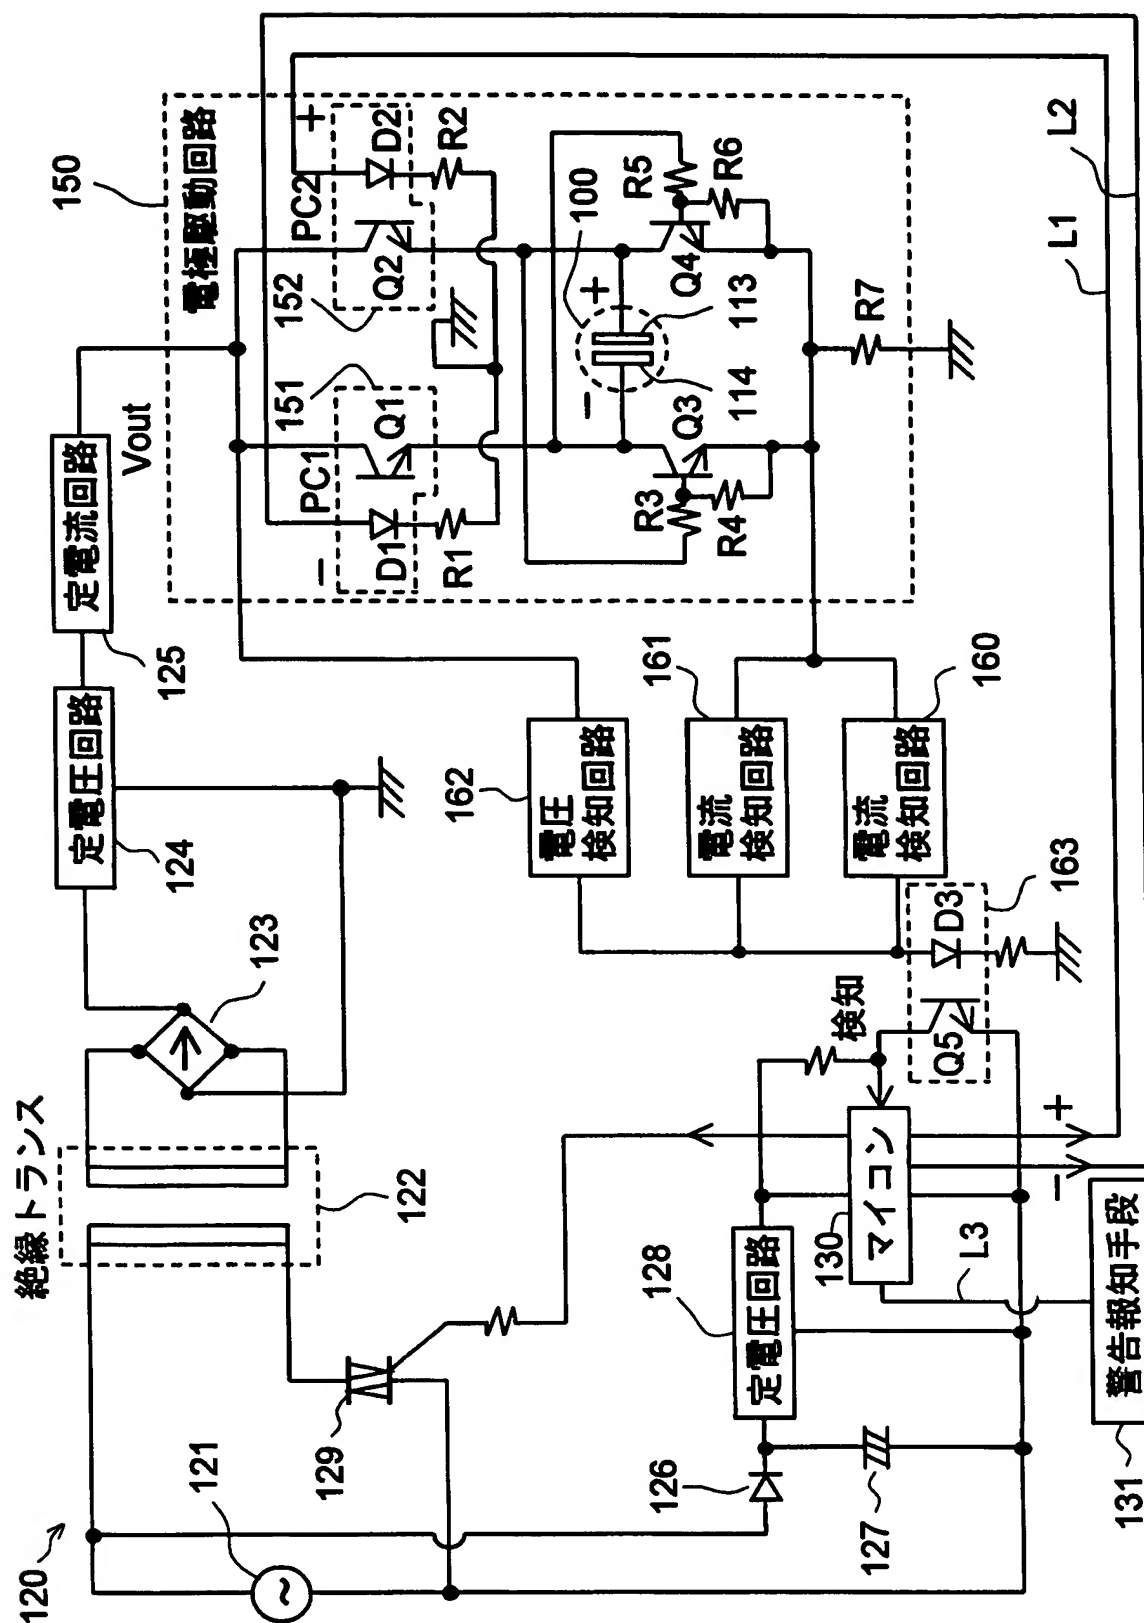 120
121
絶縁トランス
122
123
定電圧回路
124
定電流回路
125
Vout
150
電極駆動回路
151
152
PC1
PC2
−
+
D1
Q1
Q2
D2
R1
R2
100
−
+
R3
R4
Q3
114
113
Q4
R5
R6
R7
129
162
電圧
検知回路
161
電流
検知回路
160
電流
検知回路
163
D3
Q5
検知
126
127
128
定電圧回路
130
マイコン
−
+
L1
L2
L3
131
警告報知手段